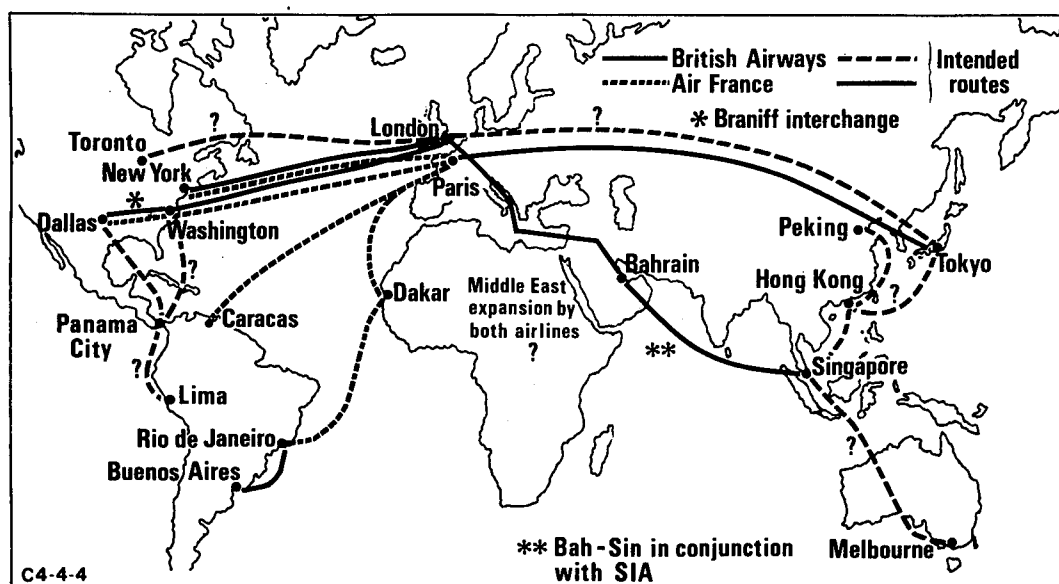 British Airways
Air France
Intended
routes
* Braniff interchange
?
?
London
Toronto
New York
Paris
*
Dallas
Washington
Peking
Tokyo
?
Bahrain
Hong Kong
Dakar
Middle East
expansion by
both airlines
?
?
Panama
City
Caracas
**
Singapore
?
Lima
Rio de Janeiro
?
Buenos Aires
** Bah-Sin in conjunction
with SIA
Melbourne
C4-4-4